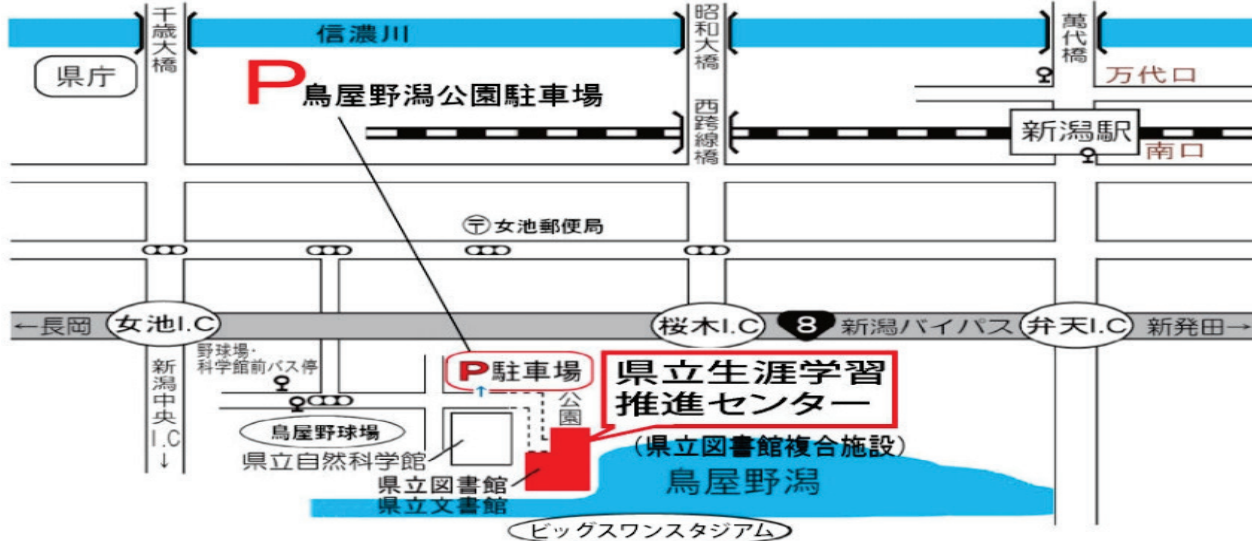 千歳大橋
信濃川
昭和大橋
萬代橋
県庁
P鳥屋野潟公園駐車場
万代口
西跨線橋
新潟駅
南口
〒女池郵便局
←長岡
女池I.C
桜木I.C
8
新潟バイパス
弁天I.C
新発田→
新潟中央I.C↓
野球場・
科学館前バス停
P駐車場
↑
公園
県立生涯学習
推進センター
(県立図書館複合施設)
鳥屋野球場
県立自然科学館
県立図書館
県立文書館
鳥屋野潟
ビッグスワンスタジアム